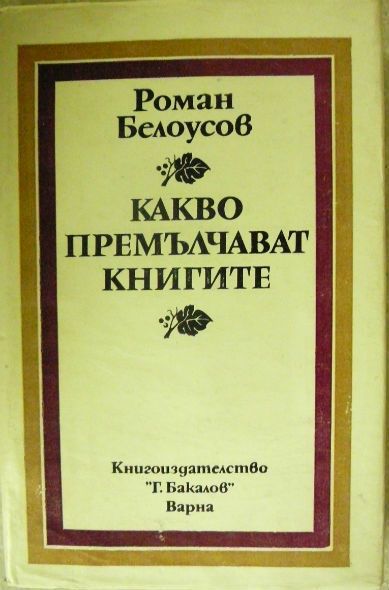 Роман
Белоусов
КАКВО
ПРЕМЪЛЧАВАТ
КНИГИТЕ
Книгоиздателство
"Г. Бакалов"
Варна